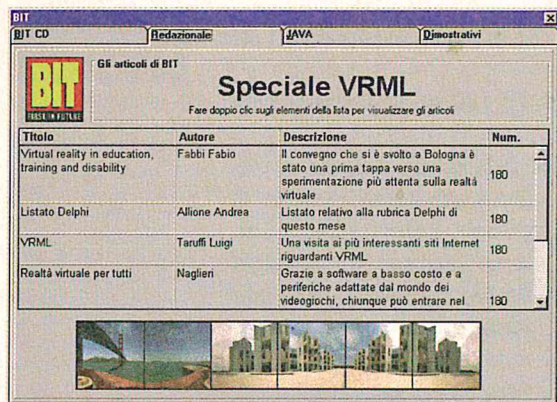 BIT
BIT CD Redazionale JAVA Dimostrativi
Gli articoli di BIT
BIT
Speciale VRML
Fare doppio clic sugli elementi della lista per visualizzare gli articoli
Titolo Autore Descrizione Num.
Virtual reality in education, training and disability
Fabbi Fabio
Il convegno che si è svolto a Bologna è
stato una prima tappa verso una
sperimentazione più attenta sulla realtà
virtuale
180
Listato Delphi
Allione Andrea
Listato relativo alla rubrica Delphi di
questo mese
180
VRML
Taruffi Luigi
Una visita ai più interessanti siti Internet
riguardanti VRML
180
Realtà virtuale per tutti
Naglieri
Grazie a software a basso costo e a
periferiche adattate dal mondo dei
videogiochi, chiunque può entrare nel
180